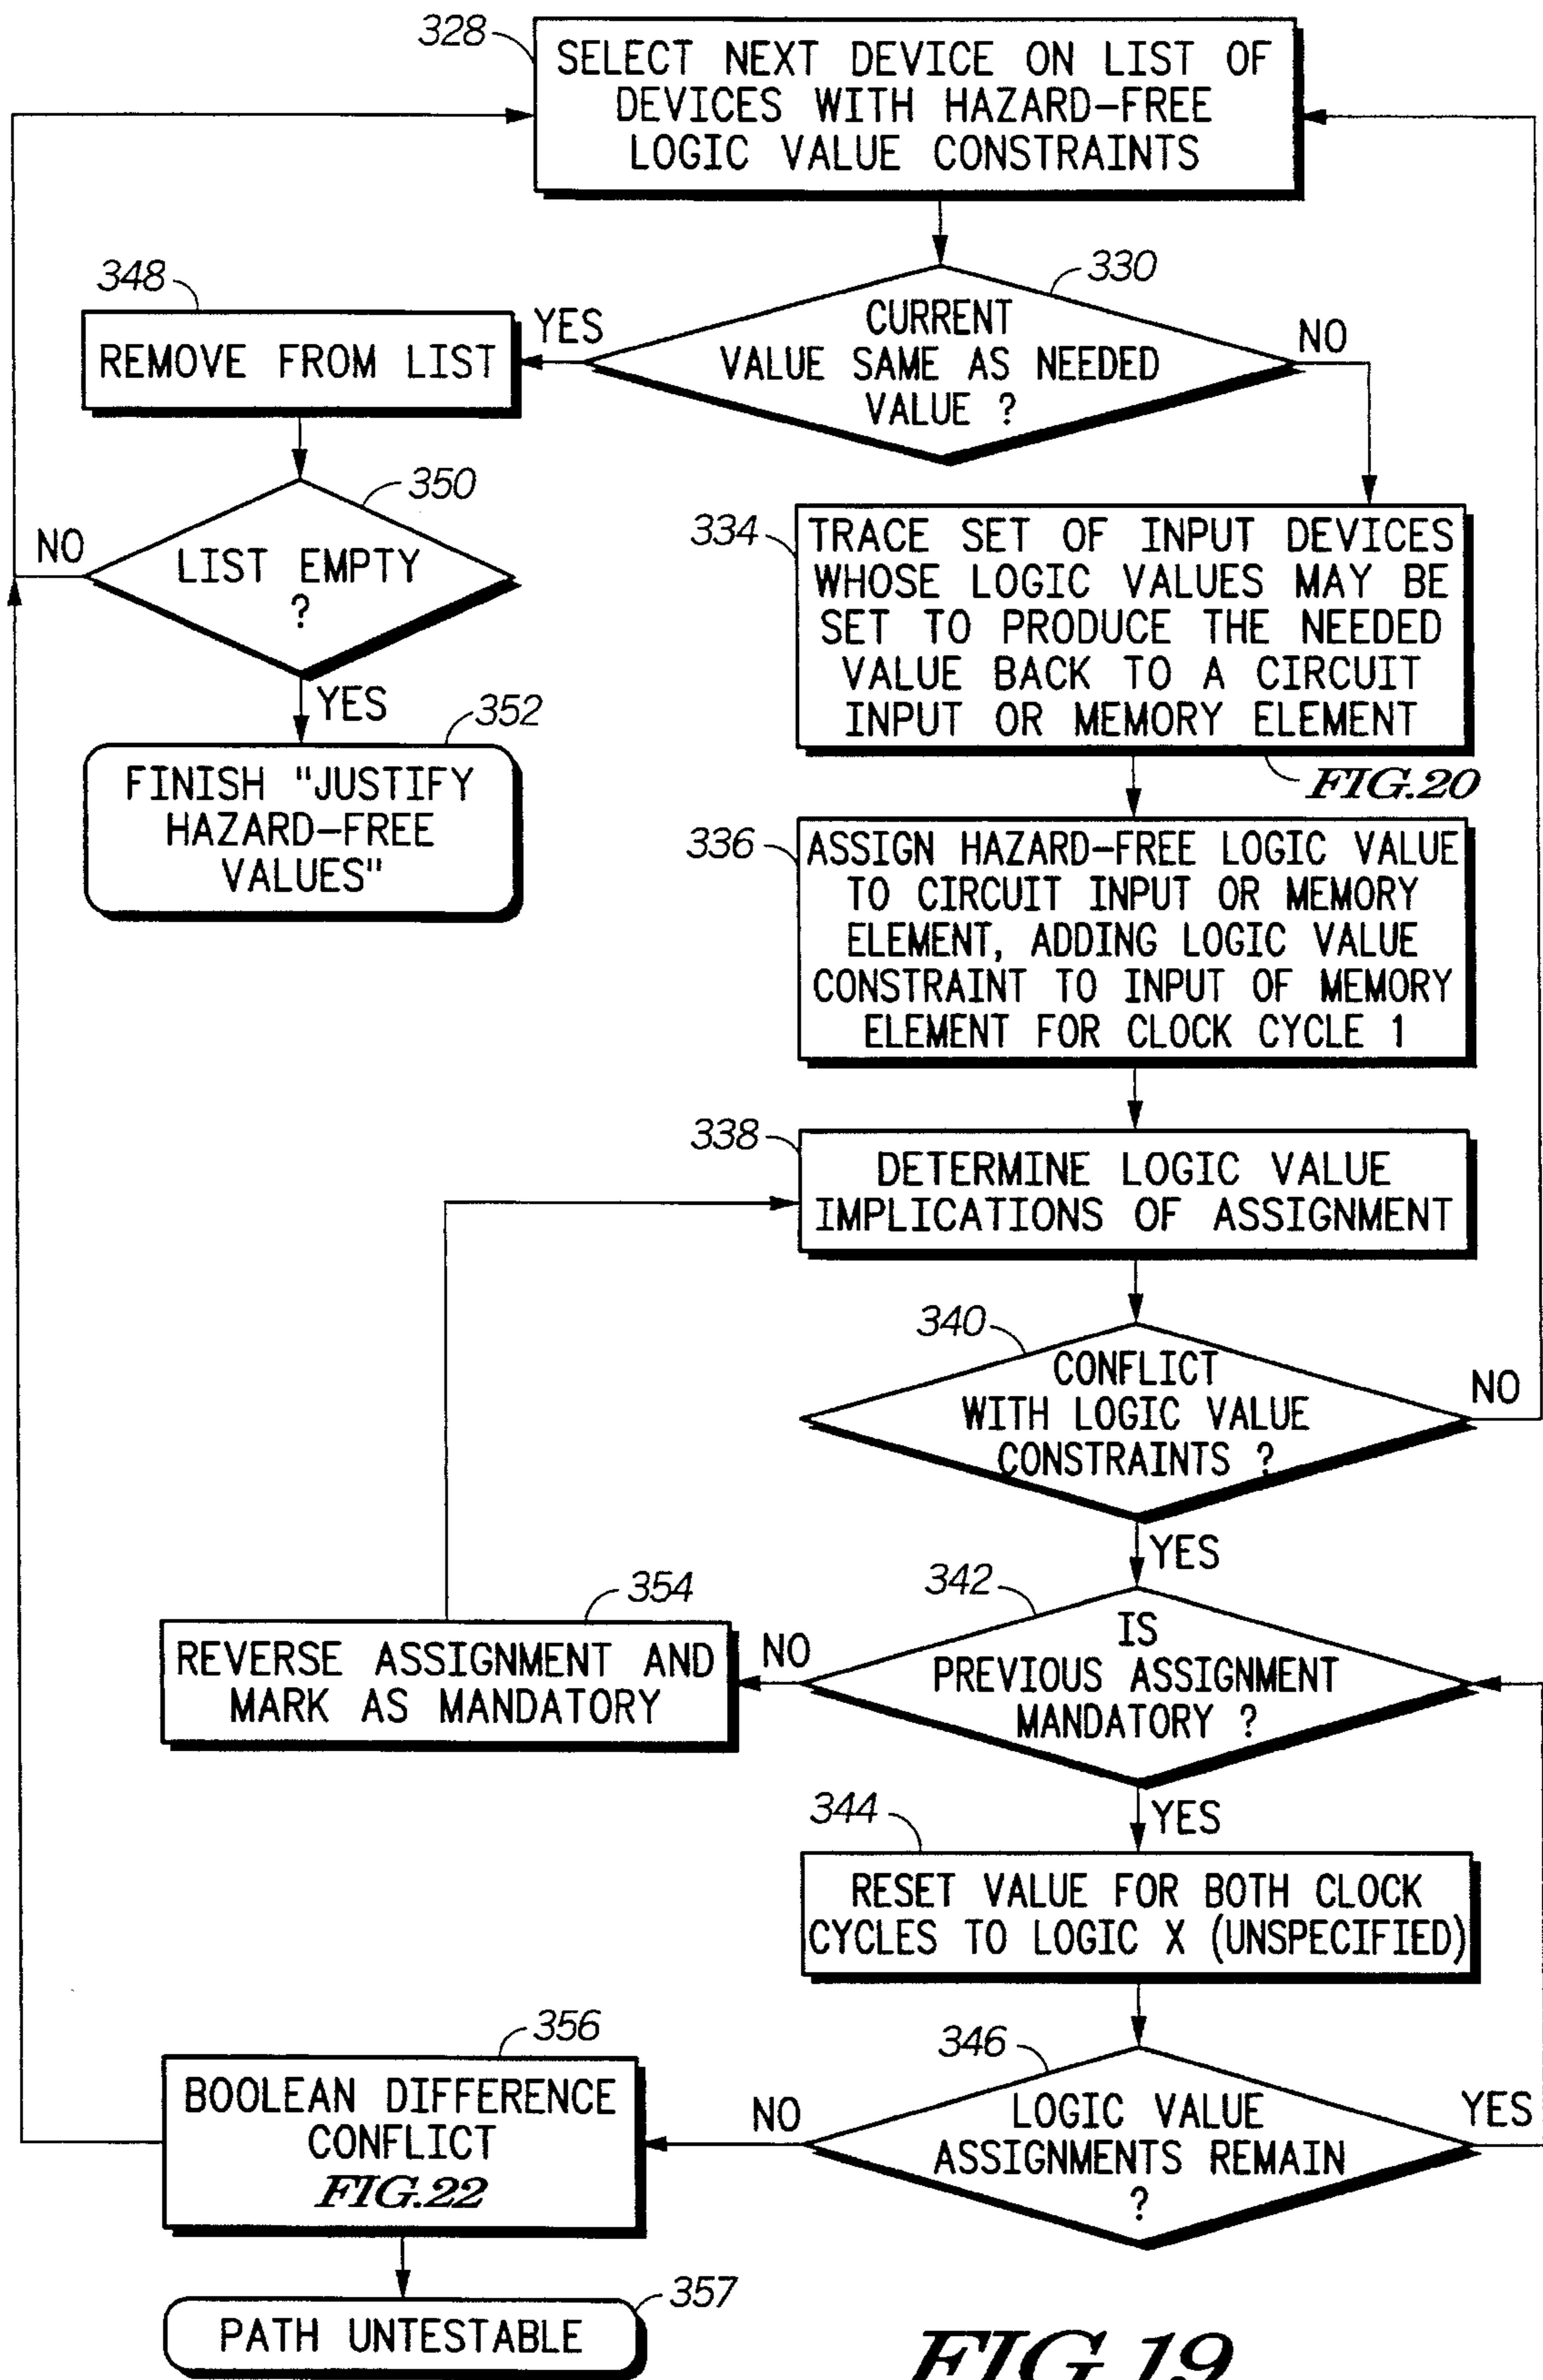 328
SELECT NEXT DEVICE ON LIST OF
DEVICES WITH HAZARD-FREE
LOGIC VALUE CONSTRAINTS
330
CURRENT
VALUE SAME AS NEEDED
VALUE ?
YES
NO
348
REMOVE FROM LIST
350
LIST EMPTY
?
NO
YES
352
FINISH "JUSTIFY
HAZARD-FREE
VALUES"
334
TRACE SET OF INPUT DEVICES
WHOSE LOGIC VALUES MAY BE
SET TO PRODUCE THE NEEDED
VALUE BACK TO A CIRCUIT
INPUT OR MEMORY ELEMENT
FIG.20
336
ASSIGN HAZARD-FREE LOGIC VALUE
TO CIRCUIT INPUT OR MEMORY
ELEMENT, ADDING LOGIC VALUE
CONSTRAINT TO INPUT OF MEMORY
ELEMENT FOR CLOCK CYCLE 1
338
DETERMINE LOGIC VALUE
IMPLICATIONS OF ASSIGNMENT
340
CONFLICT
WITH LOGIC VALUE
CONSTRAINTS ?
NO
YES
342
IS
PREVIOUS ASSIGNMENT
MANDATORY ?
NO
354
REVERSE ASSIGNMENT AND
MARK AS MANDATORY
YES
344
RESET VALUE FOR BOTH CLOCK
CYCLES TO LOGIC X (UNSPECIFIED)
346
LOGIC VALUE
ASSIGNMENTS REMAIN
?
YES
NO
356
BOOLEAN DIFFERENCE
CONFLICT
FIG.22
357
PATH UNTESTABLE
FIG.19